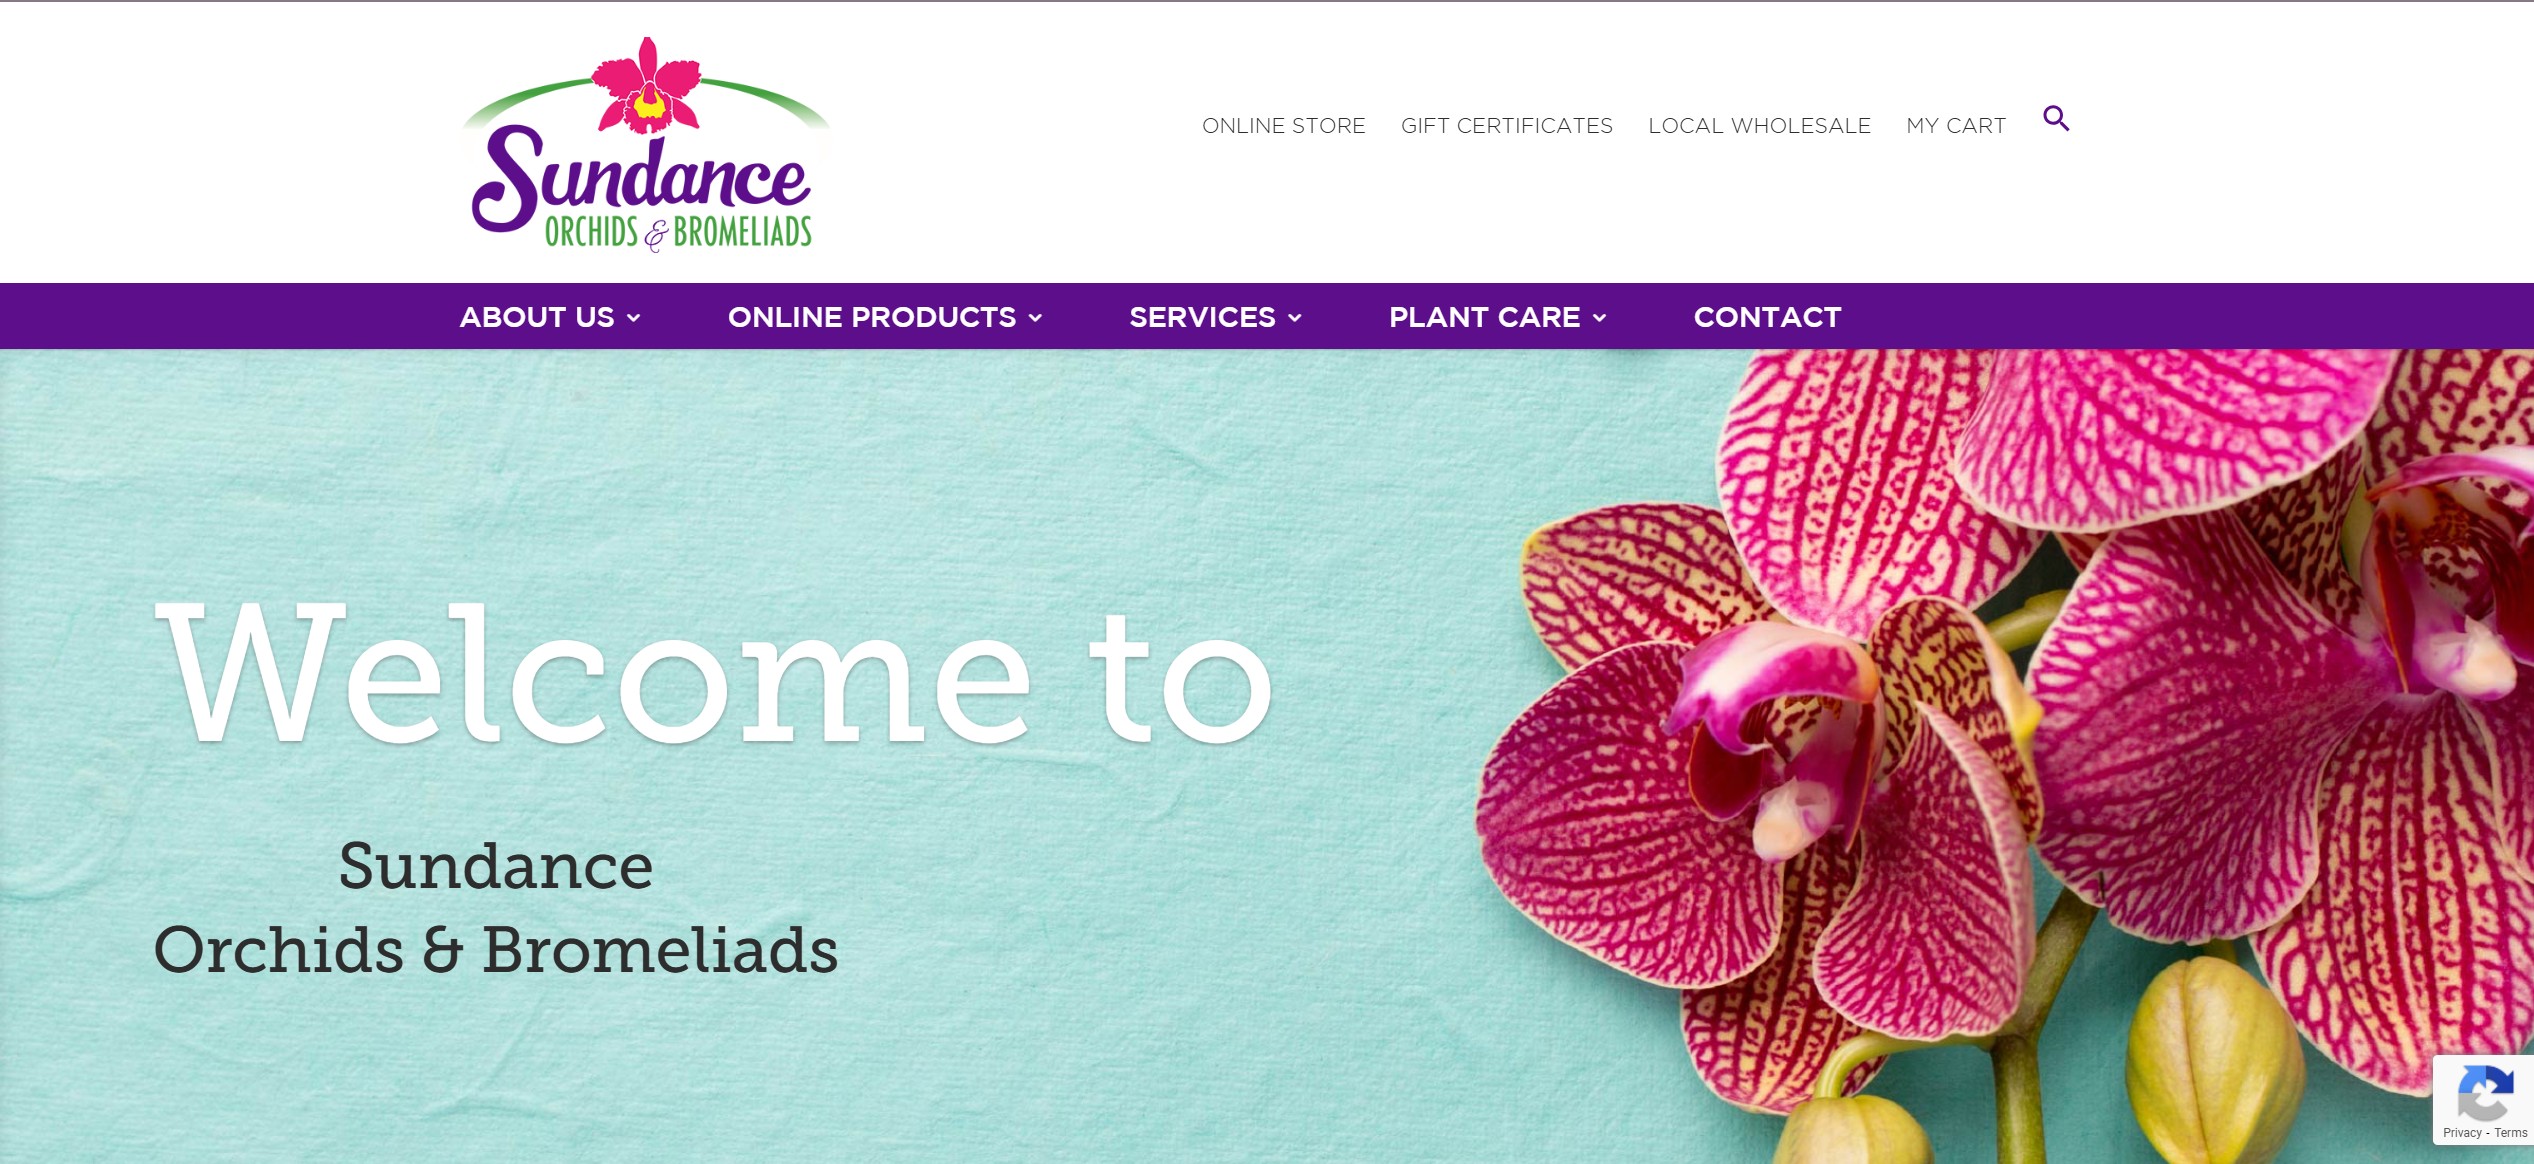 Sundance
ORCHIDS & BROMELIADS
ONLINE STORE GIFT CERTIFICATES LOCAL WHOLESALE MY CART
ABOUT US ONLINE PRODUCTS SERVICES PLANT CARE CONTACT
Welcome to
Sundance
Orchids & Bromeliads
Privacy - Terms